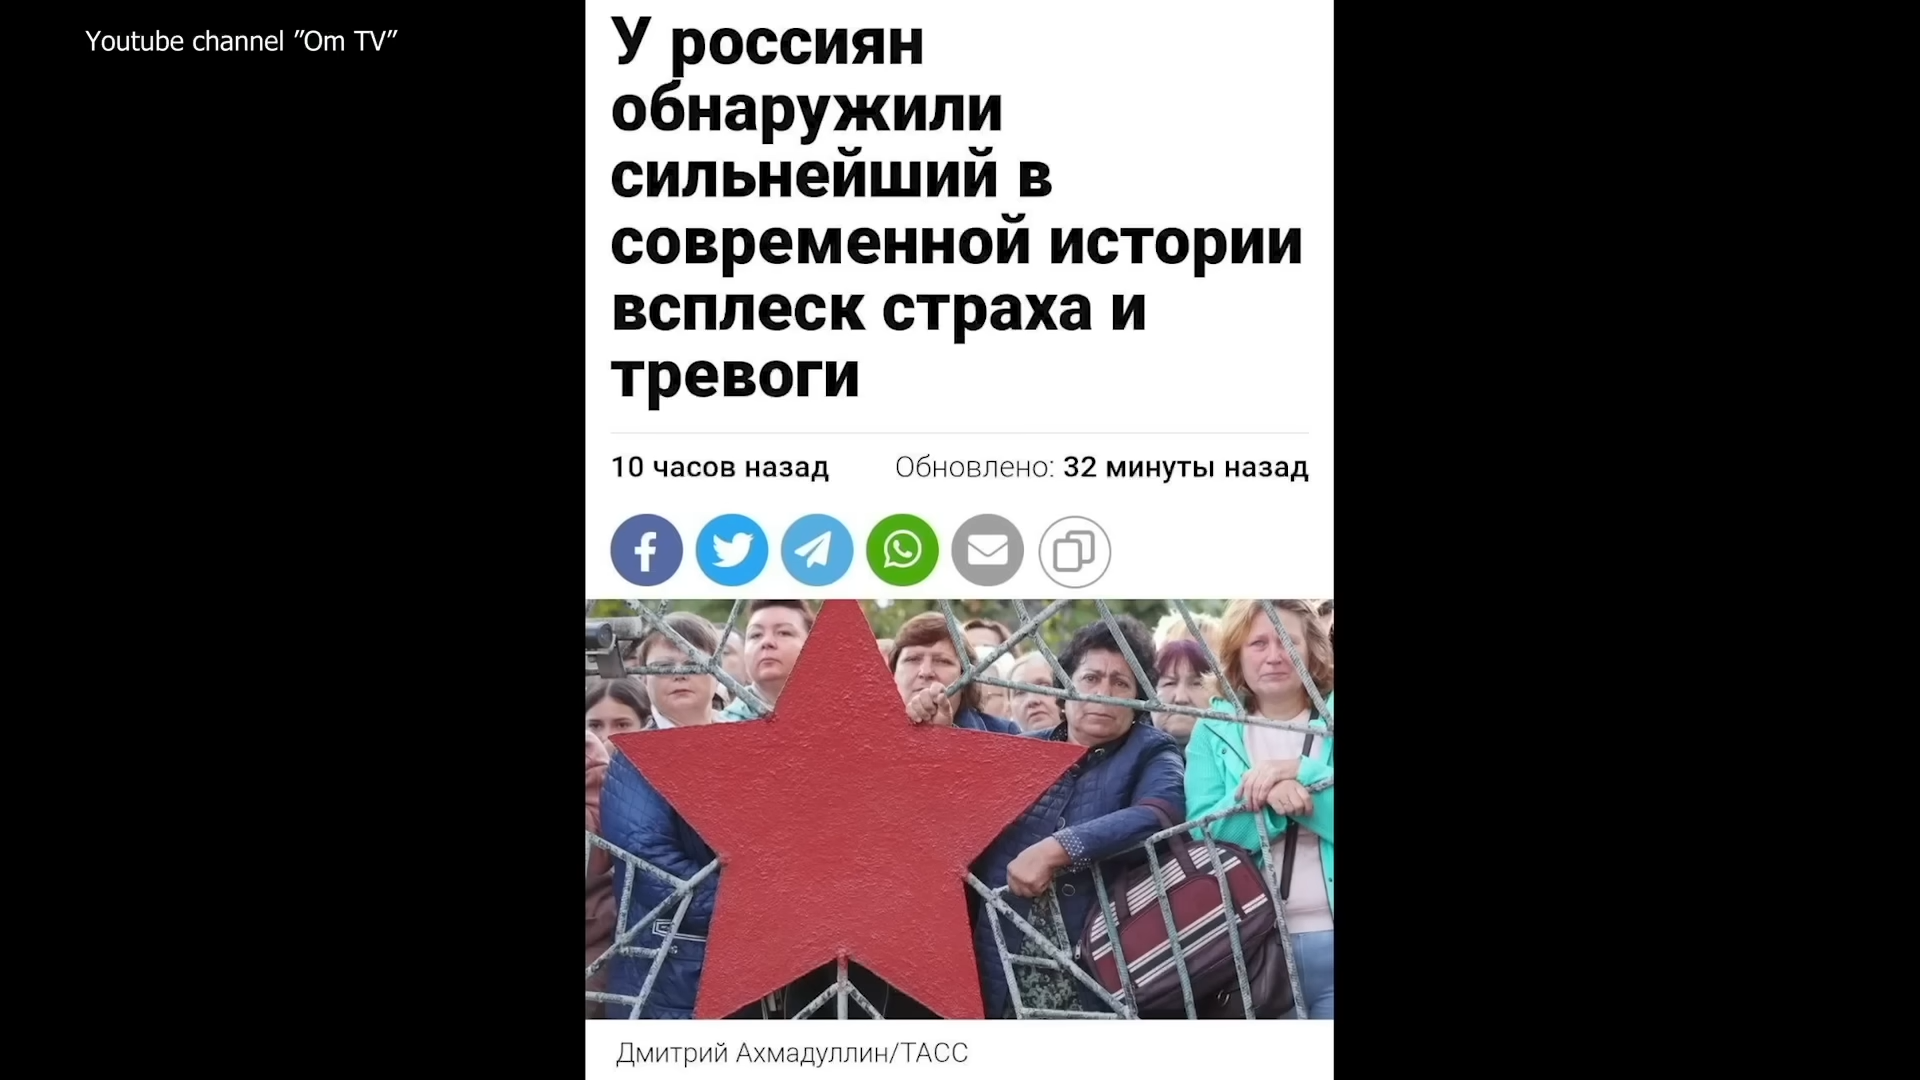 Youtube channel ”Om TV”
У россиян
обнаружили
сильнейший в
современной истории
всплеск страха и
тревоги
10 часов назад
Обновлено: 32 минуты назад
Дмитрий Ахмадуллин/ТАСС